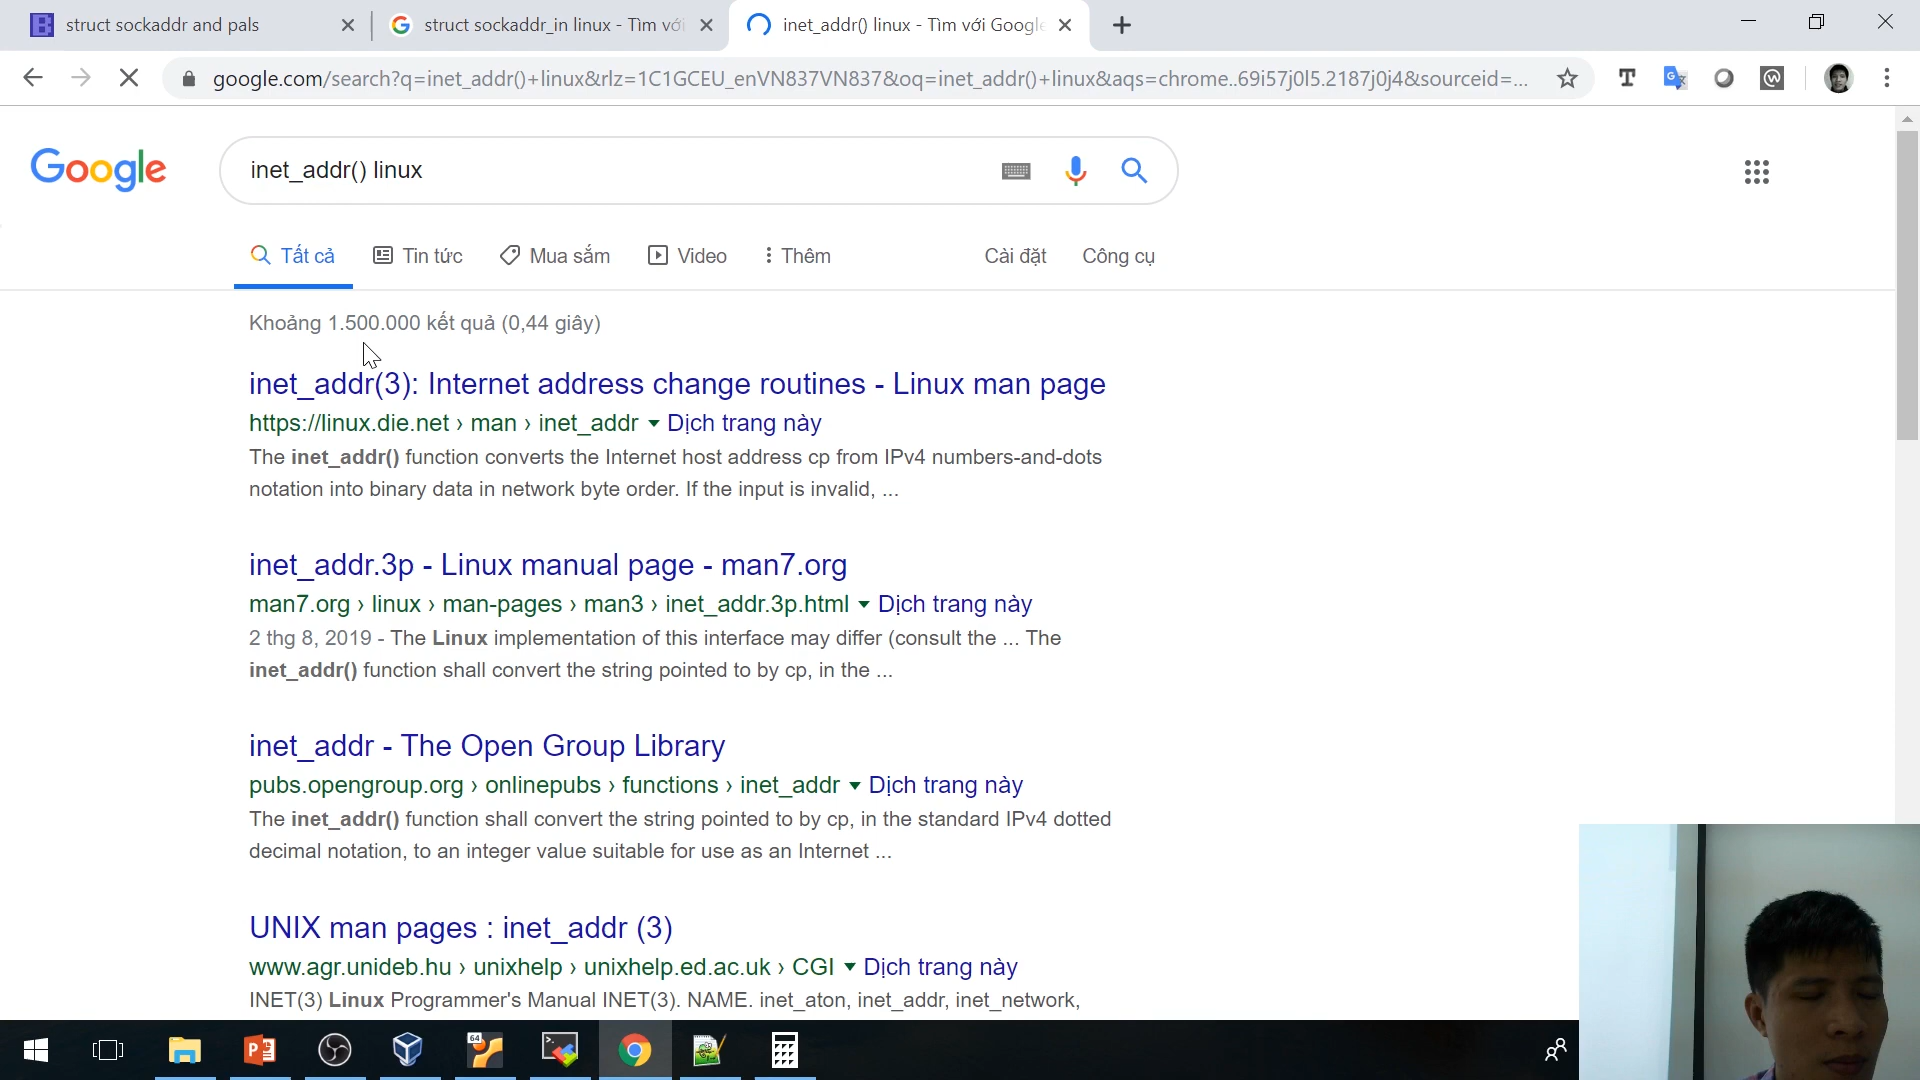 struct sockaddr and pals
struct sockaddr_in linux - Tìm vớ
inet_addr() linux - Tìm với Google
google.com/search?q=inet_addr()+linux&rlz=1C1GCEU_enVN837VN837&oq=inet_addr()+linux&aqs=chrome..69i57j0l5.2187j0j4&sourceid=...
Google
inet_addr() linux
Tất cả
Tin tức
Mua sắm
Video
Thêm
Cài đặt
Công cụ
Khoảng 1.500.000 kết quả (0,44 giây)
inet_addr(3): Internet address change routines - Linux man page
https://linux.die.net › man › inet_addr Dịch trang này
The inet_addr() function converts the Internet host address cp from IPv4 numbers-and-dots
notation into binary data in network byte order. If the input is invalid, ...
inet_addr.3p - Linux manual page - man7.org
man7.org › linux › man-pages › man3 › inet_addr.3p.html Dịch trang này
2 thg 8, 2019 - The Linux implementation of this interface may differ (consult the ... The
inet_addr() function shall convert the string pointed to by cp, in the ...
inet_addr - The Open Group Library
pubs.opengroup.org › onlinepubs › functions › inet_addr Dịch trang này
The inet_addr() function shall convert the string pointed to by cp, in the standard IPv4 dotted
decimal notation, to an integer value suitable for use as an Internet ...
UNIX man pages : inet_addr (3)
www.agr.unideb.hu › unixhelp › unixhelp.ed.ac.uk › CGI Dịch trang này
INET(3) Linux Programmer's Manual INET(3). NAME. inet_aton, inet_addr, inet_network,